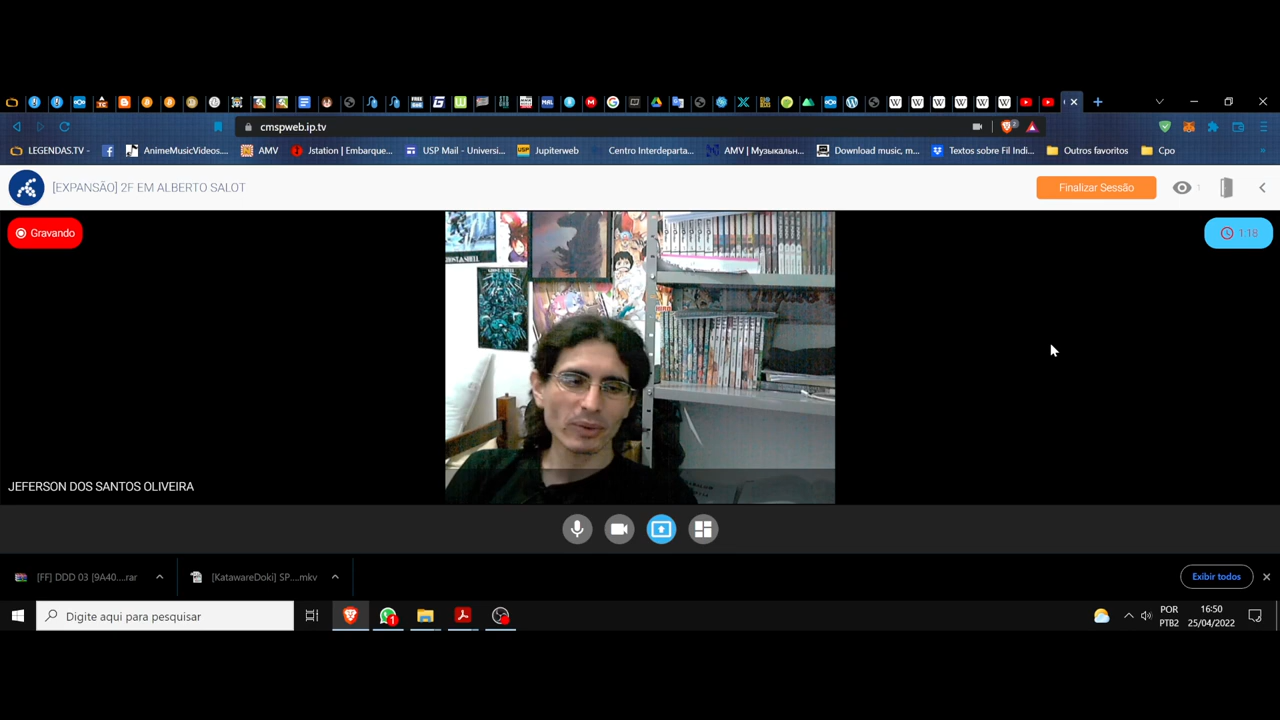 cmspweb.ip.tv
2
LEGENDAS.TV -
AnimeMusicVideos...
AMV
Jstation | Embarque...
USP Mail - Universi...
Jupiterweb
Centro Interdeparta...
AMV | Музыкальн...
Download music, m...
Textos sobre Fil Indi...
Outros favoritos
Cpo
[EXPANSÃO] 2F EM ALBERTO SALOT
Finalizar Sessão
1
Gravando
1:18
JEFERSON DOS SANTOS OLIVEIRA
[FF] DDD 03 [9A40....rar
[KatawareDoki] SP....mkv
Exibir todos
Digite aqui para pesquisar
1
POR
PTB2
16:50
25/04/2022